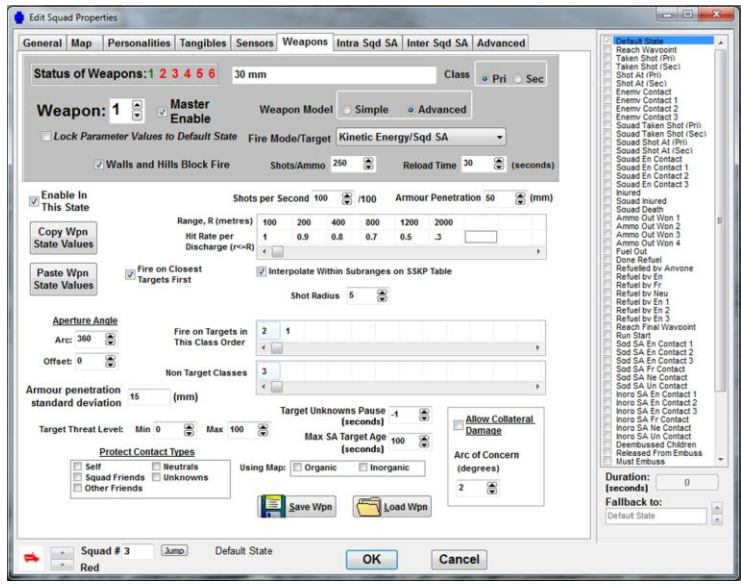 Edit Squad Properties
General Map Personalities Tangibles Sensors Weapons Intra Sqd SA Inter Sqd SA Advanced
Status of Weapons:1 2 3 4 5 6 30 mm Class Pri Sec
Weapon: 1 Master Enable Weapon Model Simple Advanced
Lock Parameter Values to Default State Fire Mode/Target Kinetic Energy/Sqd SA
Walls and Hills Block Fire Shots/Ammo 250 Reload Time 30 (seconds)
Enable In This State Shots per Second 100 /100 Armour Penetration 50 (mm)
Range, R (metres) 100 200 400 800 1200 2000
Copy Wpn State Values Hit Rate per Discharge (r<=R) 1 0.9 0.8 0.7 0.5 .3
Paste Wpn State Values Fire on Closest Targets First Interpolate Within Subranges on SSKP Table
Shot Radius 5
Aperture Angle
Arc: 360 Fire on Targets in This Class Order 2 1
Offset: 0
Non Target Classes 3
Armour penetration standard deviation 15 (mm)
Target Unknowns Pause (seconds) -1 Allow Collateral Damage
Target Threat Level: Min 0 Max 100 Max SA Target Age (seconds) 100
Arc of Concern (degrees)
2
Protect Contact Types
Self Neutrals Using Map: Organic Inorganic
Squad Friends Unknowns
Other Friends
Save Wpn Load Wpn
Squad # 3 Jump Default State
Red
OK Cancel
Default State
Reach Waypoint
Taken Shot (Pri)
Taken Shot (Sec)
Shot At (Pri)
Shot At (Sec)
Enemy Contact
Enemy Contact 1
Enemy Contact 2
Enemy Contact 3
Squad Taken Shot (Pri)
Squad Taken Shot (Sec)
Squad Shot At (Pri)
Squad Shot At (Sec)
Squad En Contact
Squad En Contact 1
Squad En Contact 2
Squad En Contact 3
Injured
Squad Injured
Squad Death
Ammo Out Wpn 1
Ammo Out Wpn 2
Ammo Out Wpn 3
Ammo Out Wpn 4
Fuel Out
Done Refuel
Refuelled by Anyone
Refuel by En
Refuel by Fr
Refuel by Neu
Refuel by En 1
Refuel by En 2
Refuel by En 3
Reach Final Waypoint
Run Start
Sqd SA En Contact 1
Sqd SA En Contact 2
Sqd SA En Contact 3
Sqd SA Fr Contact
Sqd SA Ne Contact
Sqd SA Un Contact
Inorg SA En Contact 1
Inorg SA En Contact 2
Inorg SA En Contact 3
Inorg SA Fr Contact
Inorg SA Ne Contact
Inorg SA Un Contact
Deembussed Children
Released From Embuss
Must Embuss
Duration: (seconds) 0
Fallback to:
Default State